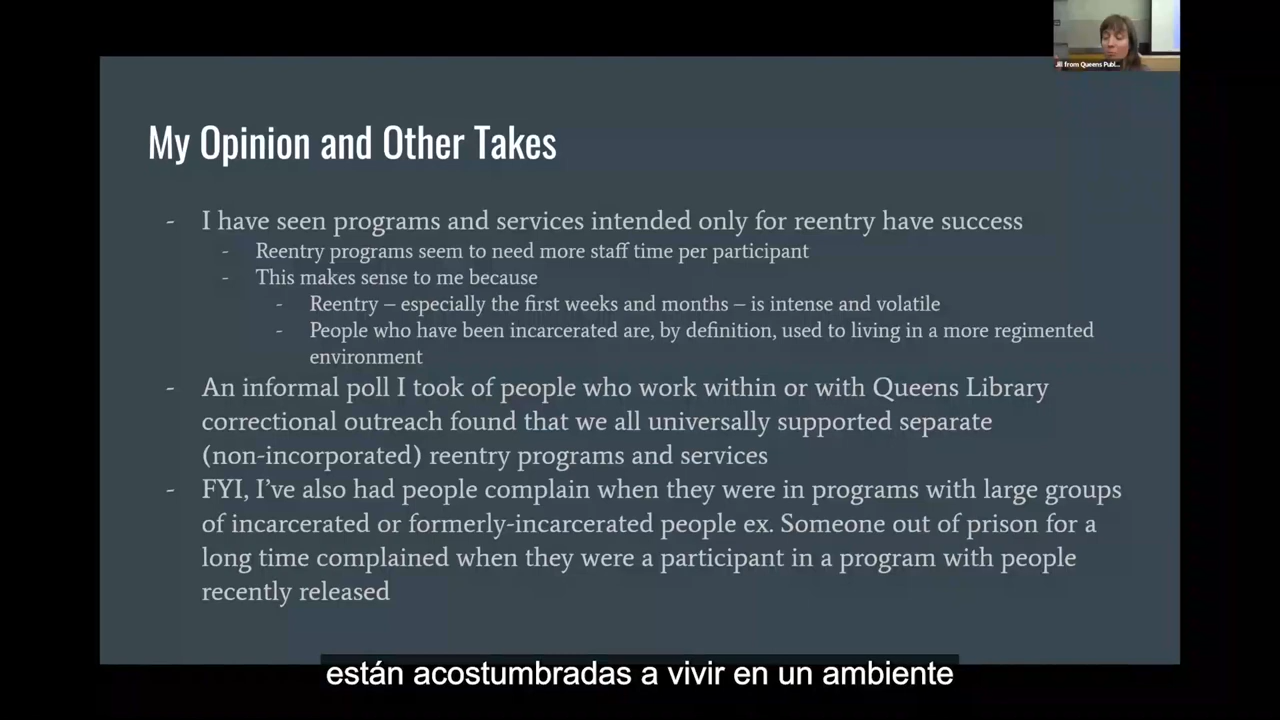 Jill from Queens Publ...
My Opinion and Other Takes
- I have seen programs and services intended only for reentry have success
- Reentry programs seem to need more staff time per participant
- This makes sense to me because
- Reentry – especially the first weeks and months – is intense and volatile
- People who have been incarcerated are, by definition, used to living in a more regimented
environment
- An informal poll I took of people who work within or with Queens Library
correctional outreach found that we all universally supported separate
(non-incorporated) reentry programs and services
- FYI, I’ve also had people complain when they were in programs with large groups
of incarcerated or formerly-incarcerated people ex. Someone out of prison for a
long time complained when they were a participant in a program with people
recently released
están acostumbradas a vivir en un ambiente